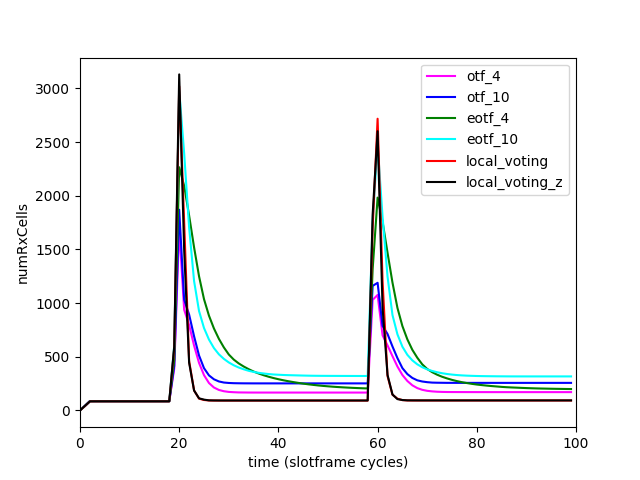 3000
2500
2000
1500
1000
500
0
numRxCells
0 20 40 60 80 100
time (slotframe cycles)
otf_4
otf_10
eotf_4
eotf_10
local_voting
local_voting_z